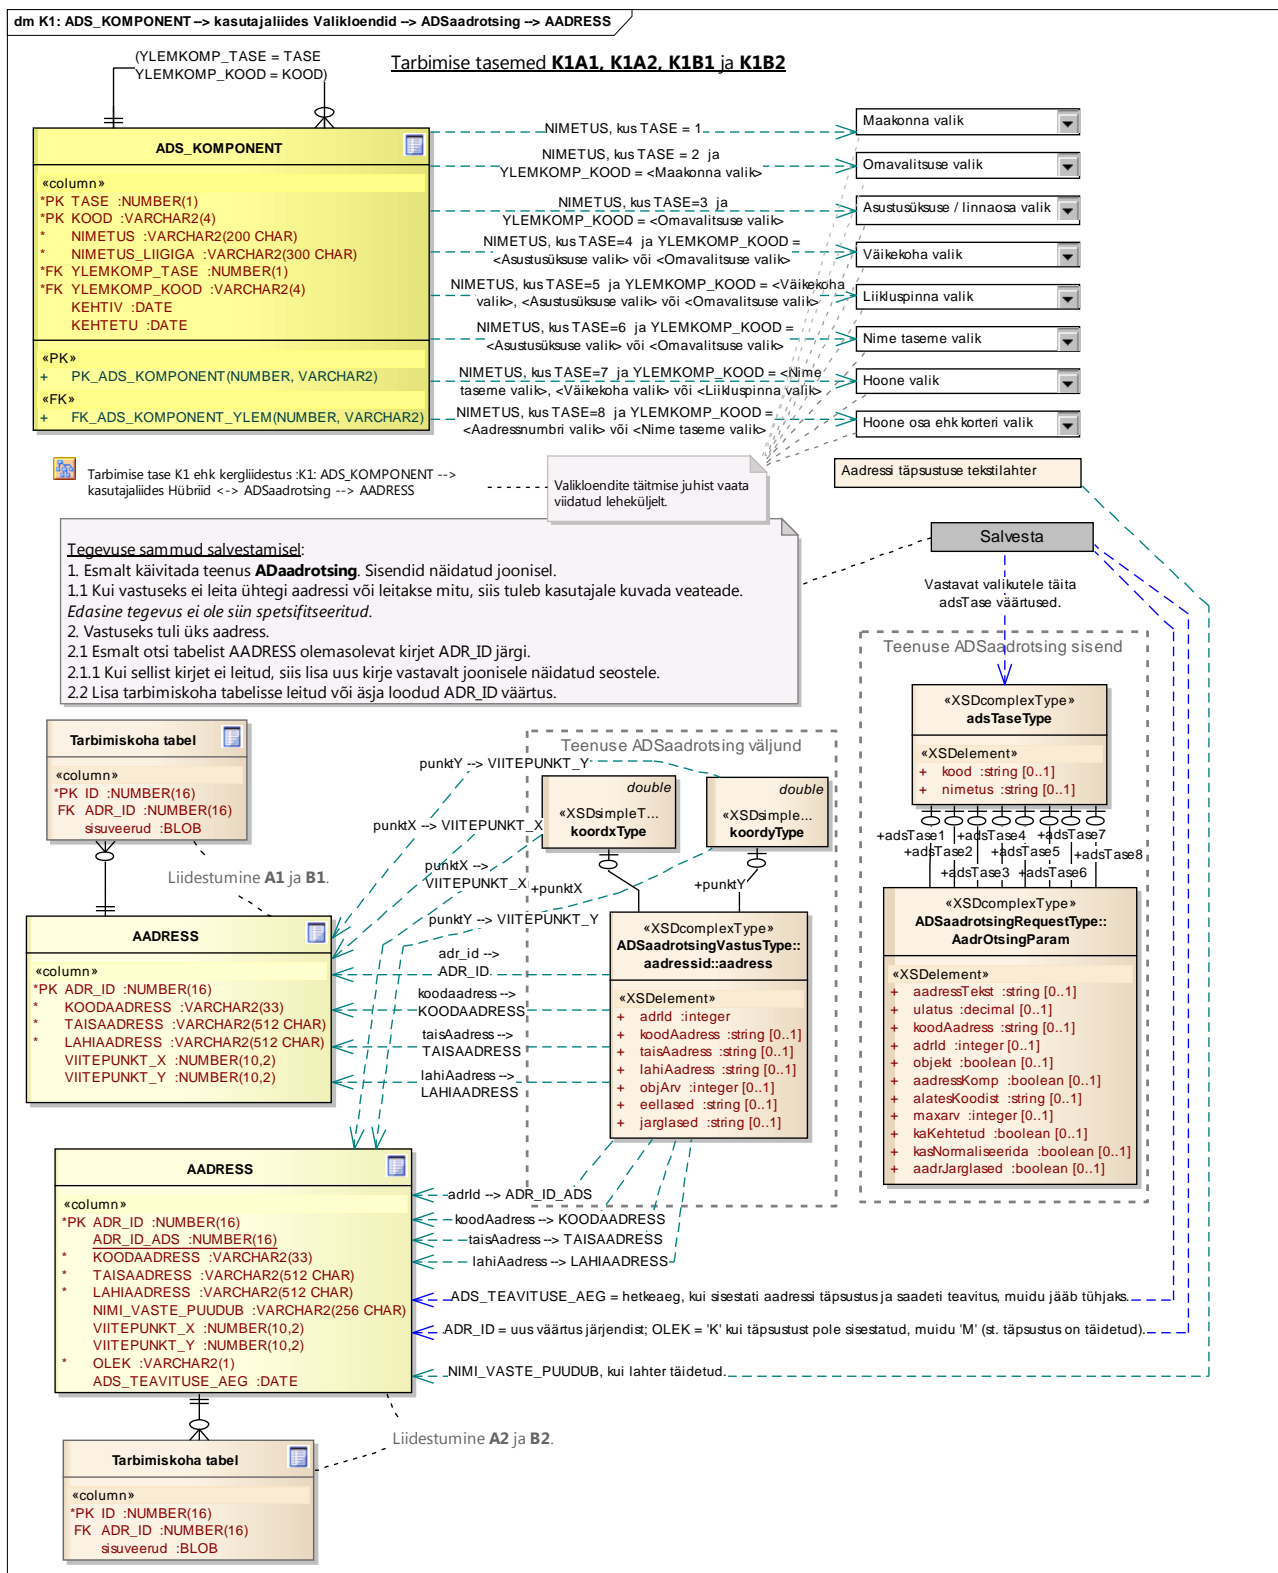 dm K1: ADS_KOMPONENT --> kasutajaliides Valikloendid --> ADSaadrotsing --> AADRESS
(YLEMKOMP_TASE = TASE
YLEMKOMP_KOOD = KOOD)
Tarbimise tasemed K1A1, K1A2, K1B1 ja K1B2
ADS_KOMPONENT
«column»
*PK TASE :NUMBER(1)
*PK KOOD :VARCHAR2(4)
* NIMETUS :VARCHAR2(200 CHAR)
* NIMETUS_LIIGIGA :VARCHAR2(300 CHAR)
*FK YLEMKOMP_TASE :NUMBER(1)
*FK YLEMKOMP_KOOD :VARCHAR2(4)
KEHTIV :DATE
KEHTETU :DATE
«PK»
+ PK_ADS_KOMPONENT(NUMBER, VARCHAR2)
«FK»
+ FK_ADS_KOMPONENT_YLEM(NUMBER, VARCHAR2)
NIMETUS, kus TASE = 1
NIMETUS, kus TASE = 2 ja
YLEMKOMP_KOOD = <Maakonna valik>
NIMETUS, kus TASE=3 ja
YLEMKOMP_KOOD = <Omavalitsuse valik>
NIMETUS, kus TASE=4 ja YLEMKOMP_KOOD =
<Asustusüksuse valik> või <Omavalitsuse valik>
NIMETUS, kus TASE=5 ja YLEMKOMP_KOOD = <Väikekoha
valik>, <Asustusüksuse valik> või <Omavalitsuse valik>
NIMETUS, kus TASE=6 ja YLEMKOMP_KOOD =
<Asustusüksuse valik> või <Omavalitsuse valik>
NIMETUS, kus TASE=7 ja YLEMKOMP_KOOD = <Nime
taseme valik>, <Väikekoha valik> või <Liikluspinna valik>
NIMETUS, kus TASE=8 ja YLEMKOMP_KOOD =
<Aadressnumbri valik> või <Nime taseme valik>
Maakonna valik
Omavalitsuse valik
Asustusüksuse / linnaosa valik
Väikekoha valik
Liikluspinna valik
Nime taseme valik
Hoone valik
Hoone osa ehk korteri valik
Tarbimise tase K1 ehk kergliidestus :K1: ADS_KOMPONENT -->
kasutajaliides Hübriid <-> ADSaadrotsing --> AADRESS
Valikloendite täitmise juhist vaata
viidatud leheküljelt.
Aadressi täpsustuse tekstilahter
Tegevuse sammud salvestamisel:
1. Esmalt käivitada teenus ADaadrotsing. Sisendid näidatud joonisel.
1.1 Kui vastuseks ei leita ühtegi aadressi või leitakse mitu, siis tuleb kasutajale kuvada veateade.
Edasine tegevus ei ole siin spetsifitseeritud.
2. Vastuseks tuli üks aadress.
2.1 Esmalt otsi tabelist AADRESS olemasolevat kirjet ADR_ID järgi.
2.1.1 Kui sellist kirjet ei leitud, siis lisa uus kirje vastavalt joonisele näidatud seostele.
2.2 Lisa tarbimiskoha tabelisse leitud või äsja loodud ADR_ID väärtus.
Salvesta
Vastavat valikutele täita
adsTase väärtused.
Teenuse ADSaadrotsing sisend
«XSDcomplexType»
adsTaseType
«XSDelement»
+ kood :string [0..1]
+ nimetus :string [0..1]
+adsTase1
+adsTase4
+adsTase7
+adsTase2
+adsTase5
+adsTase8
+adsTase3
+adsTase6
«XSDcomplexType»
ADSaadrotsingRequestType::
AadrOtsingParam
«XSDelement»
+ aadressTekst :string [0..1]
+ ulatus :decimal [0..1]
+ koodAadress :string [0..1]
+ adrId :integer [0..1]
+ objekt :boolean [0..1]
+ aadressKomp :boolean [0..1]
+ alatesKoodist :string [0..1]
+ maxarv :integer [0..1]
+ kaKehtetud :boolean [0..1]
+ kasNormaliseerida :boolean [0..1]
+ aadrJarglased :boolean [0..1]
Tarbimiskoha tabel
«column»
*PK ID :NUMBER(16)
FK ADR_ID :NUMBER(16)
sisuveerud :BLOB
Liidestumine A1 ja B1.
Teenuse ADSaadrotsing väljund
double
«XSDsimpleT...
koordxType
double
«XSDsimple...
koordyType
punktY --> VIITEPUNKT_Y
punktX --> VIITEPUNKT_X
punktX -->
VIITEPUNKT_X
punktY --> VIITEPUNKT_Y
+punktX
+punktY
«XSDcomplexType»
ADSaadrotsingVastusType::
aadressid::aadress
«XSDelement»
+ adrId :integer
+ koodAadress :string [0..1]
+ taisAadress :string [0..1]
+ lahiAadress :string [0..1]
+ objArv :integer [0..1]
+ eellased :string [0..1]
+ jarglased :string [0..1]
adr_id -->
ADR_ID
koodaadress -->
KOODAADRESS
taisAadress -->
TAISAADRESS
lahiAadress -->
LAHIAADRESS
AADRESS
«column»
*PK ADR_ID :NUMBER(16)
* KOODAADRESS :VARCHAR2(33)
* TAISAADRESS :VARCHAR2(512 CHAR)
* LAHIAADRESS :VARCHAR2(512 CHAR)
VIITEPUNKT_X :NUMBER(10,2)
VIITEPUNKT_Y :NUMBER(10,2)
AADRESS
«column»
*PK ADR_ID :NUMBER(16)
ADR_ID_ADS :NUMBER(16)
* KOODAADRESS :VARCHAR2(33)
* TAISAADRESS :VARCHAR2(512 CHAR)
* LAHIAADRESS :VARCHAR2(512 CHAR)
NIMI_VASTE_PUUDUB :VARCHAR2(256 CHAR)
VIITEPUNKT_X :NUMBER(10,2)
VIITEPUNKT_Y :NUMBER(10,2)
* OLEK :VARCHAR2(1)
ADS_TEAVITUSE_AEG :DATE
adrId --> ADR_ID_ADS
koodAadress --> KOODAADRESS
taisAadress --> TAISAADRESS
lahiAadress --> LAHIAADRESS
ADS_TEAVITUSE_AEG = hetkeaeg, kui sisestati aadressi täpsustus ja saadeti teavitus, muidu jääb tühjaks.
ADR_ID = uus väärtus järjendist; OLEK = 'K' kui täpsustust pole sisestatud, muidu 'M' (st. täpsustus on täidetud).
NIMI_VASTE_PUUDUB, kui lahter täidetud.
Liidestumine A2 ja B2.
Tarbimiskoha tabel
«column»
*PK ID :NUMBER(16)
FK ADR_ID :NUMBER(16)
sisuveerud :BLOB